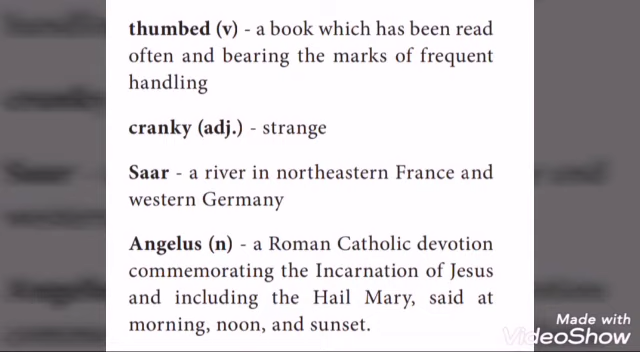 thumbed (v) - a book which has been read
often and bearing the marks of frequent
handling
cranky (adj.) - strange
Saar - a river in northeastern France and
western Germany
Angelus (n) - a Roman Catholic devotion
commemorating the Incarnation of Jesus
and including the Hail Mary, said at
morning, noon, and sunset.
Made with
VideoShow